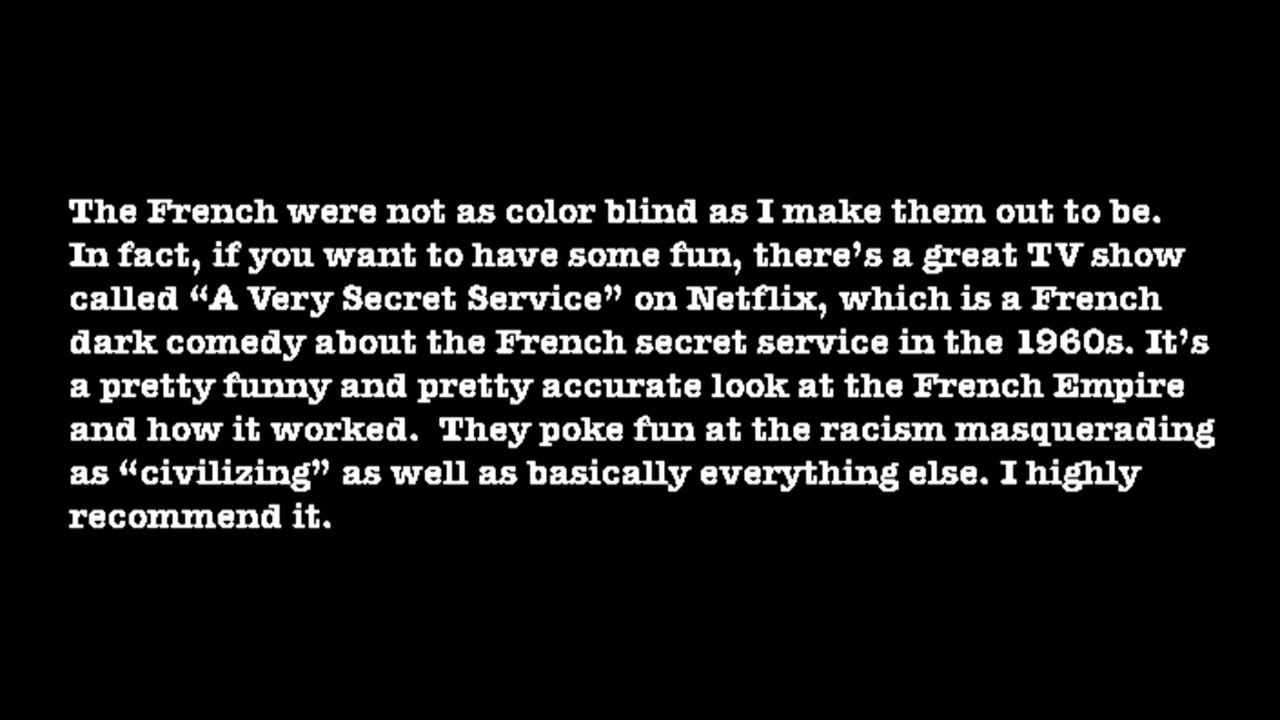 The French were not as color blind as I make them out to be.
In fact, if you want to have some fun, there’s a great TV show
called “A Very Secret Service” on Netflix, which is a French
dark comedy about the French secret service in the 1960s. It’s
a pretty funny and pretty accurate look at the French Empire
and how it worked.  They poke fun at the racism masquerading
as “civilizing” as well as basically everything else. I highly
recommend it.